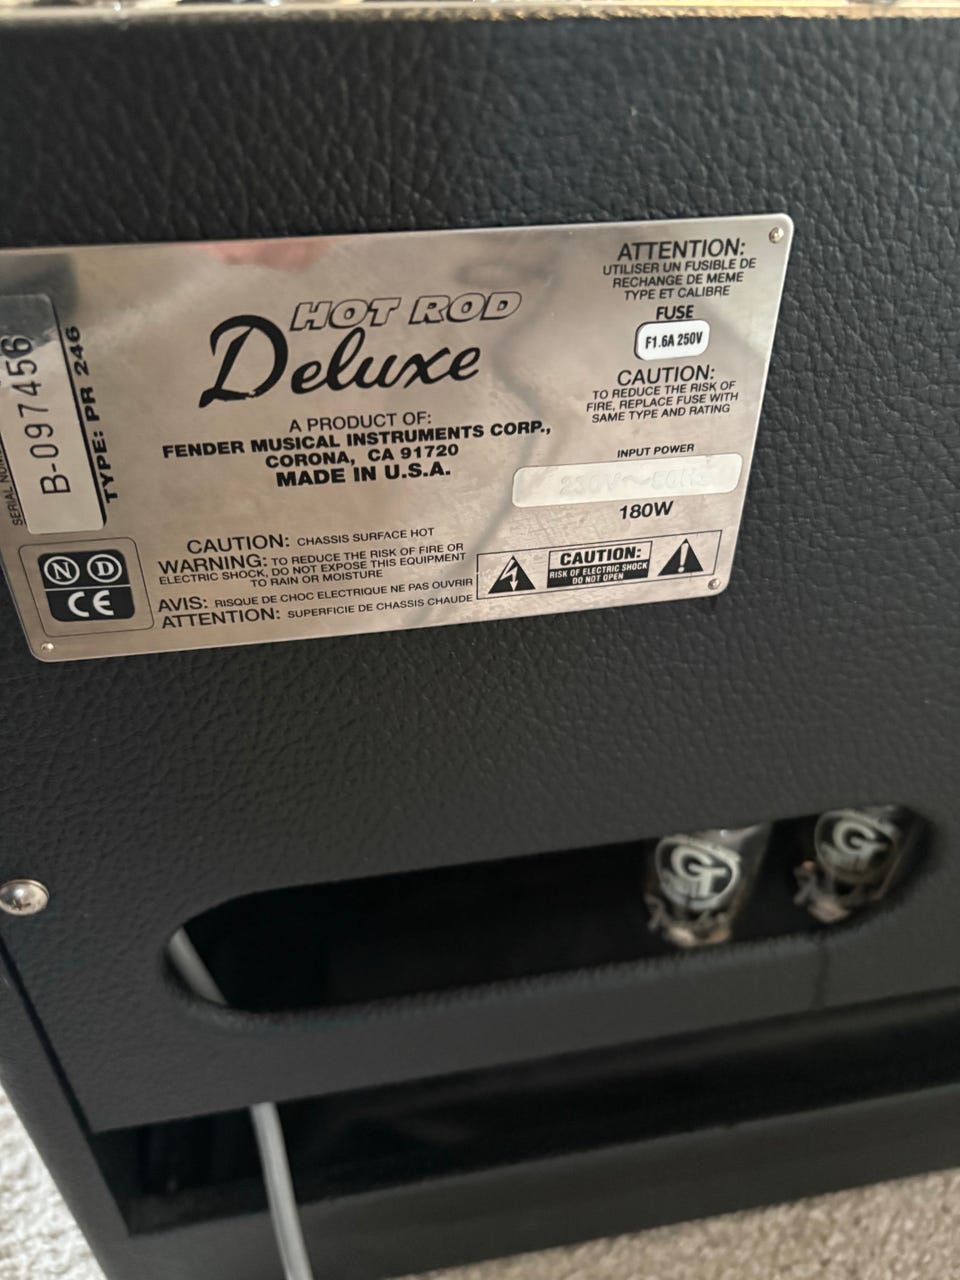 SERIAL
B-097456
TYPE: PR 246
HOT ROD
Deluxe
A PRODUCT OF:
FENDER MUSICAL INSTRUMENTS CORP.,
CORONA, CA 91720
MADE IN U.S.A.
ATTENTION:
UTILISER UN FUSIBLE DE
RECHANGE DE MEME
TYPE ET CALIBRE
FUSE
F1.6A 250V
CAUTION:
TO REDUCE THE RISK OF
FIRE, REPLACE FUSE WITH
SAME TYPE AND RATING
INPUT POWER
230V~50Hz
180W
N D
CE
CAUTION: CHASSIS SURFACE HOT
WARNING: TO REDUCE THE RISK OF FIRE OR
ELECTRIC SHOCK, DO NOT EXPOSE THIS EQUIPMENT
TO RAIN OR MOISTURE
AVIS: RISQUE DE CHOC ELECTRIQUE NE PAS OUVRIR
ATTENTION: SUPERFICIE DE CHASSIS CHAUDE
CAUTION:
RISK OF ELECTRIC SHOCK
DO NOT OPEN
GT
GT